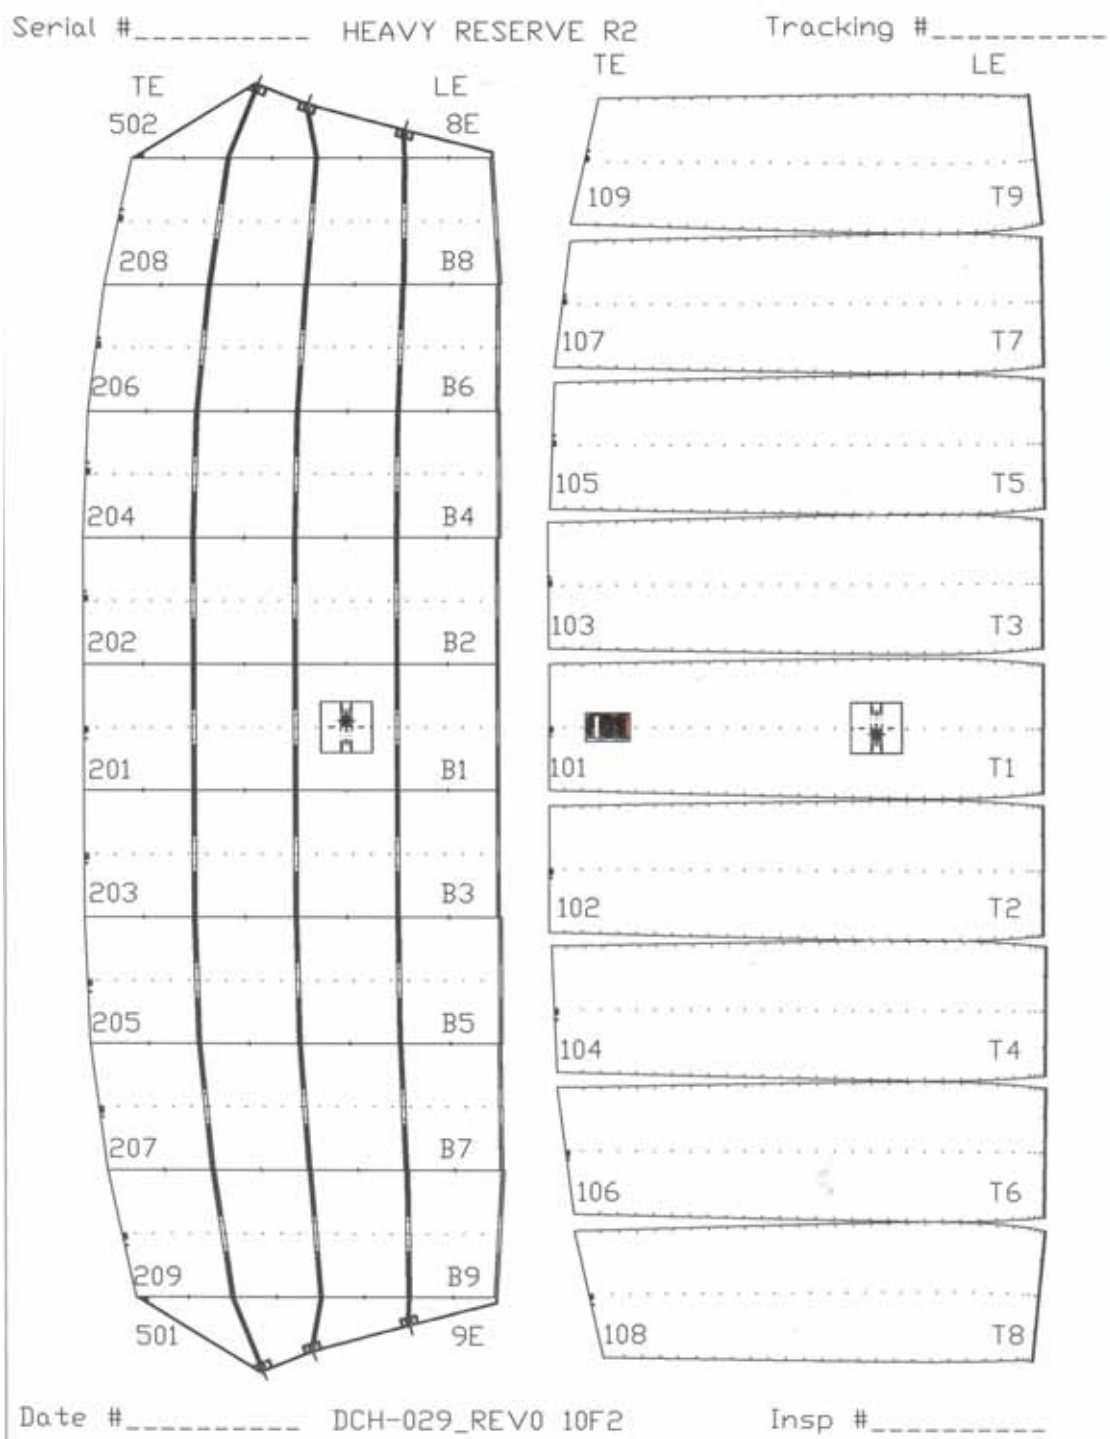 Serial #__________ HEAVY RESERVE R2 Tracking #__________
TE LE
TE LE
502 8E
208 B8
206 B6
204 B4
202 B2
201 B1
203 B3
205 B5
207 B7
209 B9
501 9E
109 T9
107 T7
105 T5
103 T3
101 T1
102 T2
104 T4
106 T6
108 T8
Date #__________ DCH-029_REV0 10F2 Insp #__________